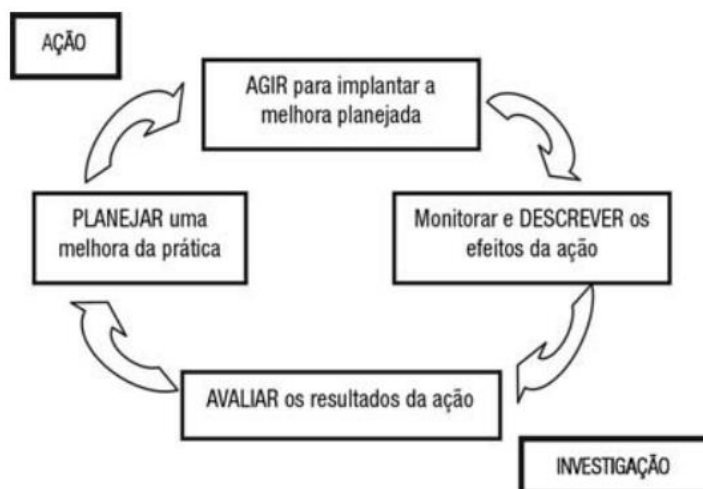 AÇÃO
AGIR para implantar a
melhora planejada
PLANEJAR uma
melhora da prática
Monitorar e DESCREVER os
efeitos da ação
AVALIAR os resultados da ação
INVESTIGAÇÃO